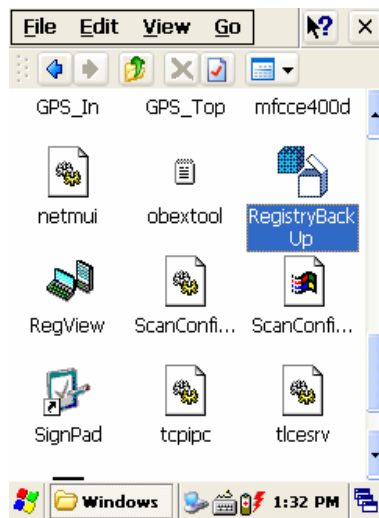 File Edit View Go ?
GPS_In GPS_Top mfcce400d
netmui obextool RegistryBack
Up
RegView ScanConfi... ScanConfi...
SignPad tcpipc tlcesrv
Windows 1:32 PM